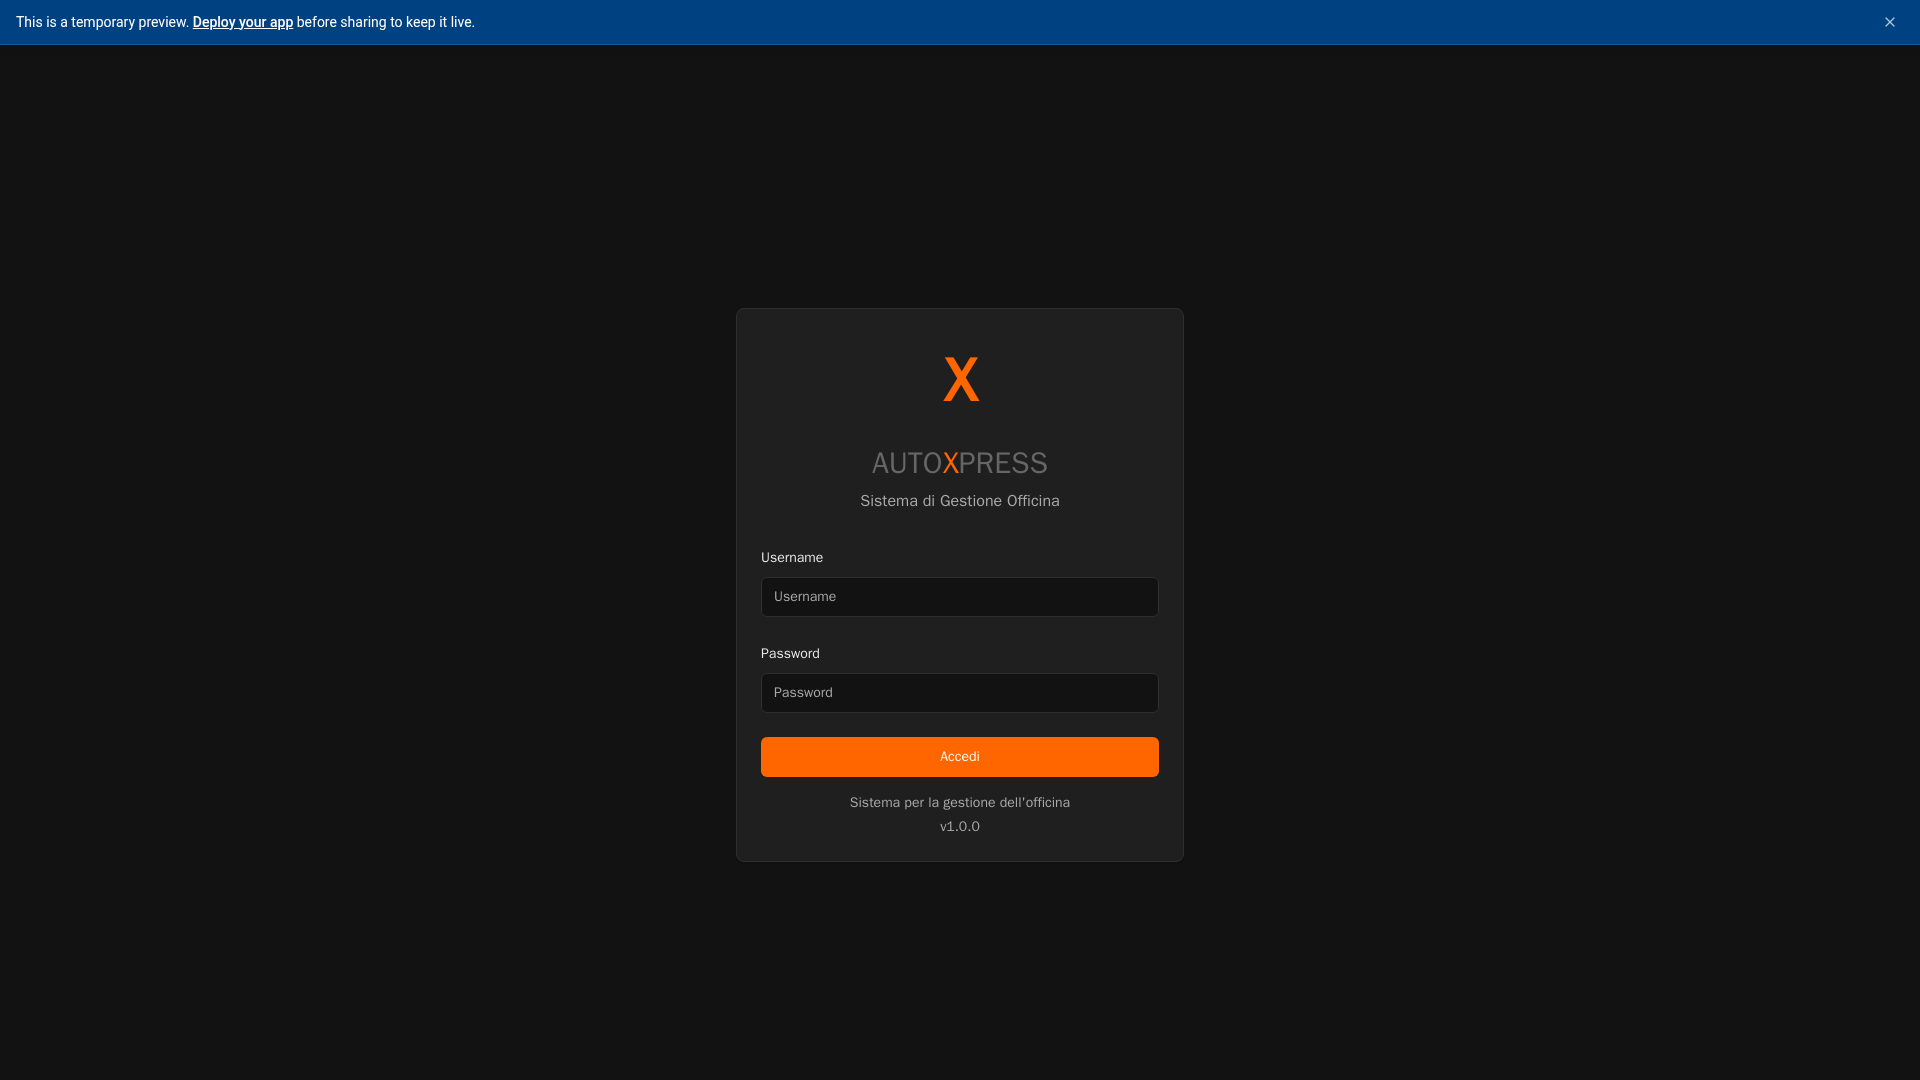 This is a temporary preview. Deploy your app before sharing to keep it live.
X
AUTOXPRESS
Sistema di Gestione Officina
Username
Username
Password
Password
Accedi
Sistema per la gestione dell'officina
v1.0.0